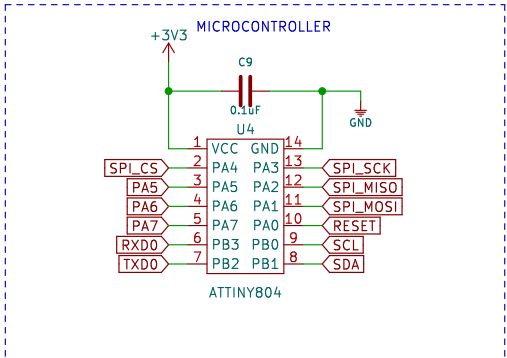 MICROCONTROLLER
+3V3
C9
0.1uF
GND
U4
1 VCC GND 14
SPI_CS 2 PA4 PA3 13 SPI_SCK
PA5 3 PA5 PA2 12 SPI_MISO
PA6 4 PA6 PA1 11 SPI_MOSI
PA7 5 PA7 PA0 10 RESET
RXD0 6 PB3 PB0 9 SCL
TXD0 7 PB2 PB1 8 SDA
ATTINY804